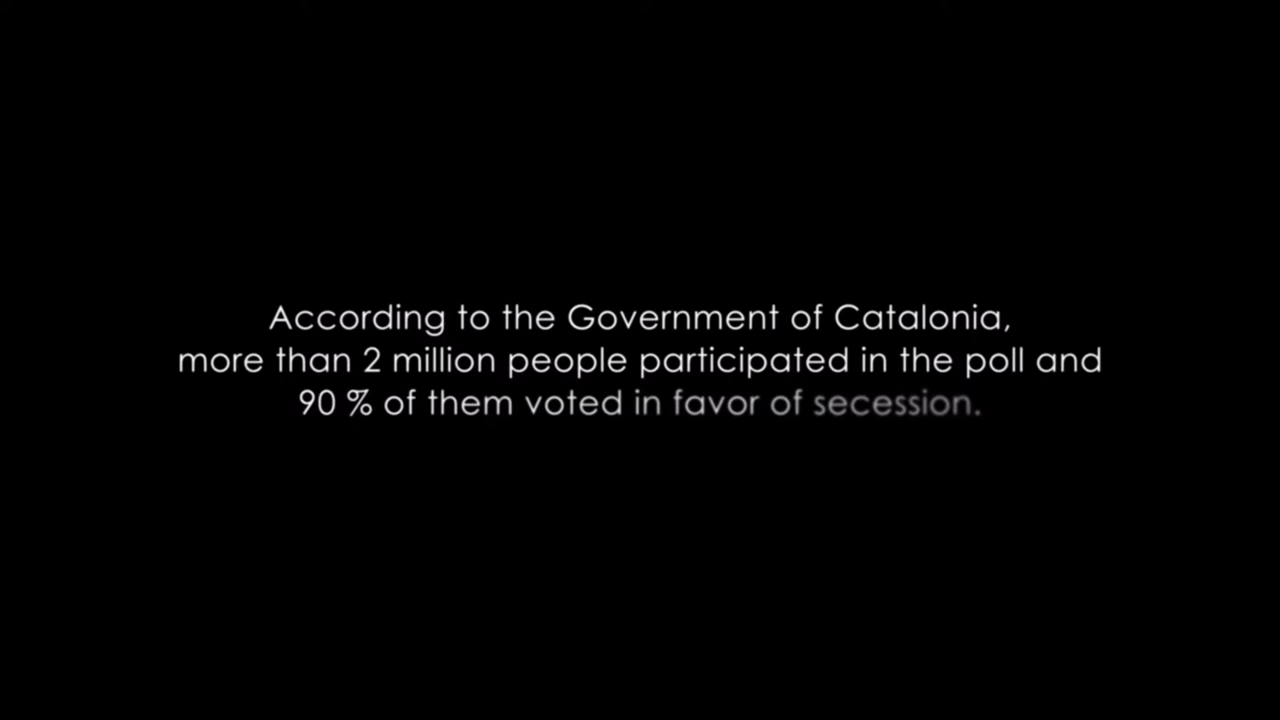 According to the Government of Catalonia,
more than 2 million people participated in the poll and
90 % of them voted in favor of secession.